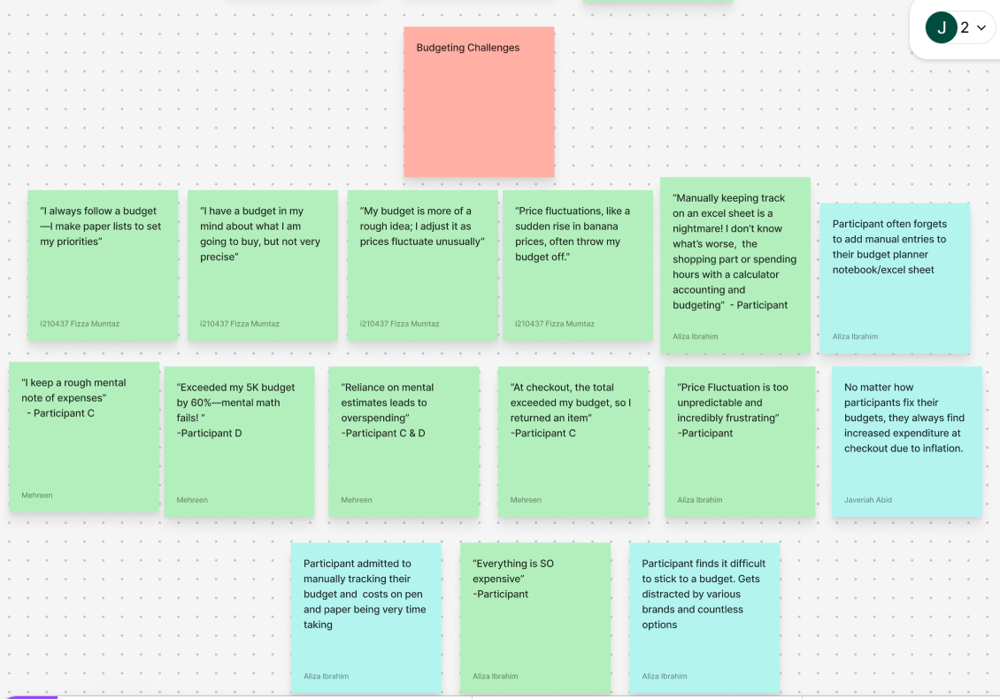 J 2
Budgeting Challenges
“I always follow a budget
—I make paper lists to set
my priorities”
i210437 Fizza Mumtaz
“I have a budget in my
mind about what I am
going to buy, but not very
precise”
i210437 Fizza Mumtaz
“My budget is more of a
rough idea; I adjust it as
prices fluctuate unusually”
i210437 Fizza Mumtaz
“Price fluctuations, like a
sudden rise in banana
prices, often throw my
budget off.”
i210437 Fizza Mumtaz
“Manually keeping track
on an excel sheet is a
nightmare! I don’t know
what’s worse,  the
shopping part or spending
hours with a calculator
accounting and
budgeting”  - Participant
Aliza Ibrahim
Participant often forgets
to add manual entries to
their budget planner
notebook/excel sheet
Aliza Ibrahim
“I keep a rough mental
note of expenses”
- Participant C
Mehreen
“Exceeded my 5K budget
by 60%—mental math
fails! “
-Participant D
Mehreen
“Reliance on mental
estimates leads to
overspending”
-Participant C & D
Mehreen
“At checkout, the total
exceeded my budget, so I
returned an item”
-Participant C
Mehreen
“Price Fluctuation is too
unpredictable and
incredibly frustrating”
-Participant
Aliza Ibrahim
No matter how
participants fix their
budgets, they always find
increased expenditure at
checkout due to inflation.
Javeriah Abid
Participant admitted to
manually tracking their
budget and  costs on pen
and paper being very time
taking
Aliza Ibrahim
“Everything is SO
expensive”
-Participant
Aliza Ibrahim
Participant finds it difficult
to stick to a budget. Gets
distracted by various
brands and countless
options
Aliza Ibrahim